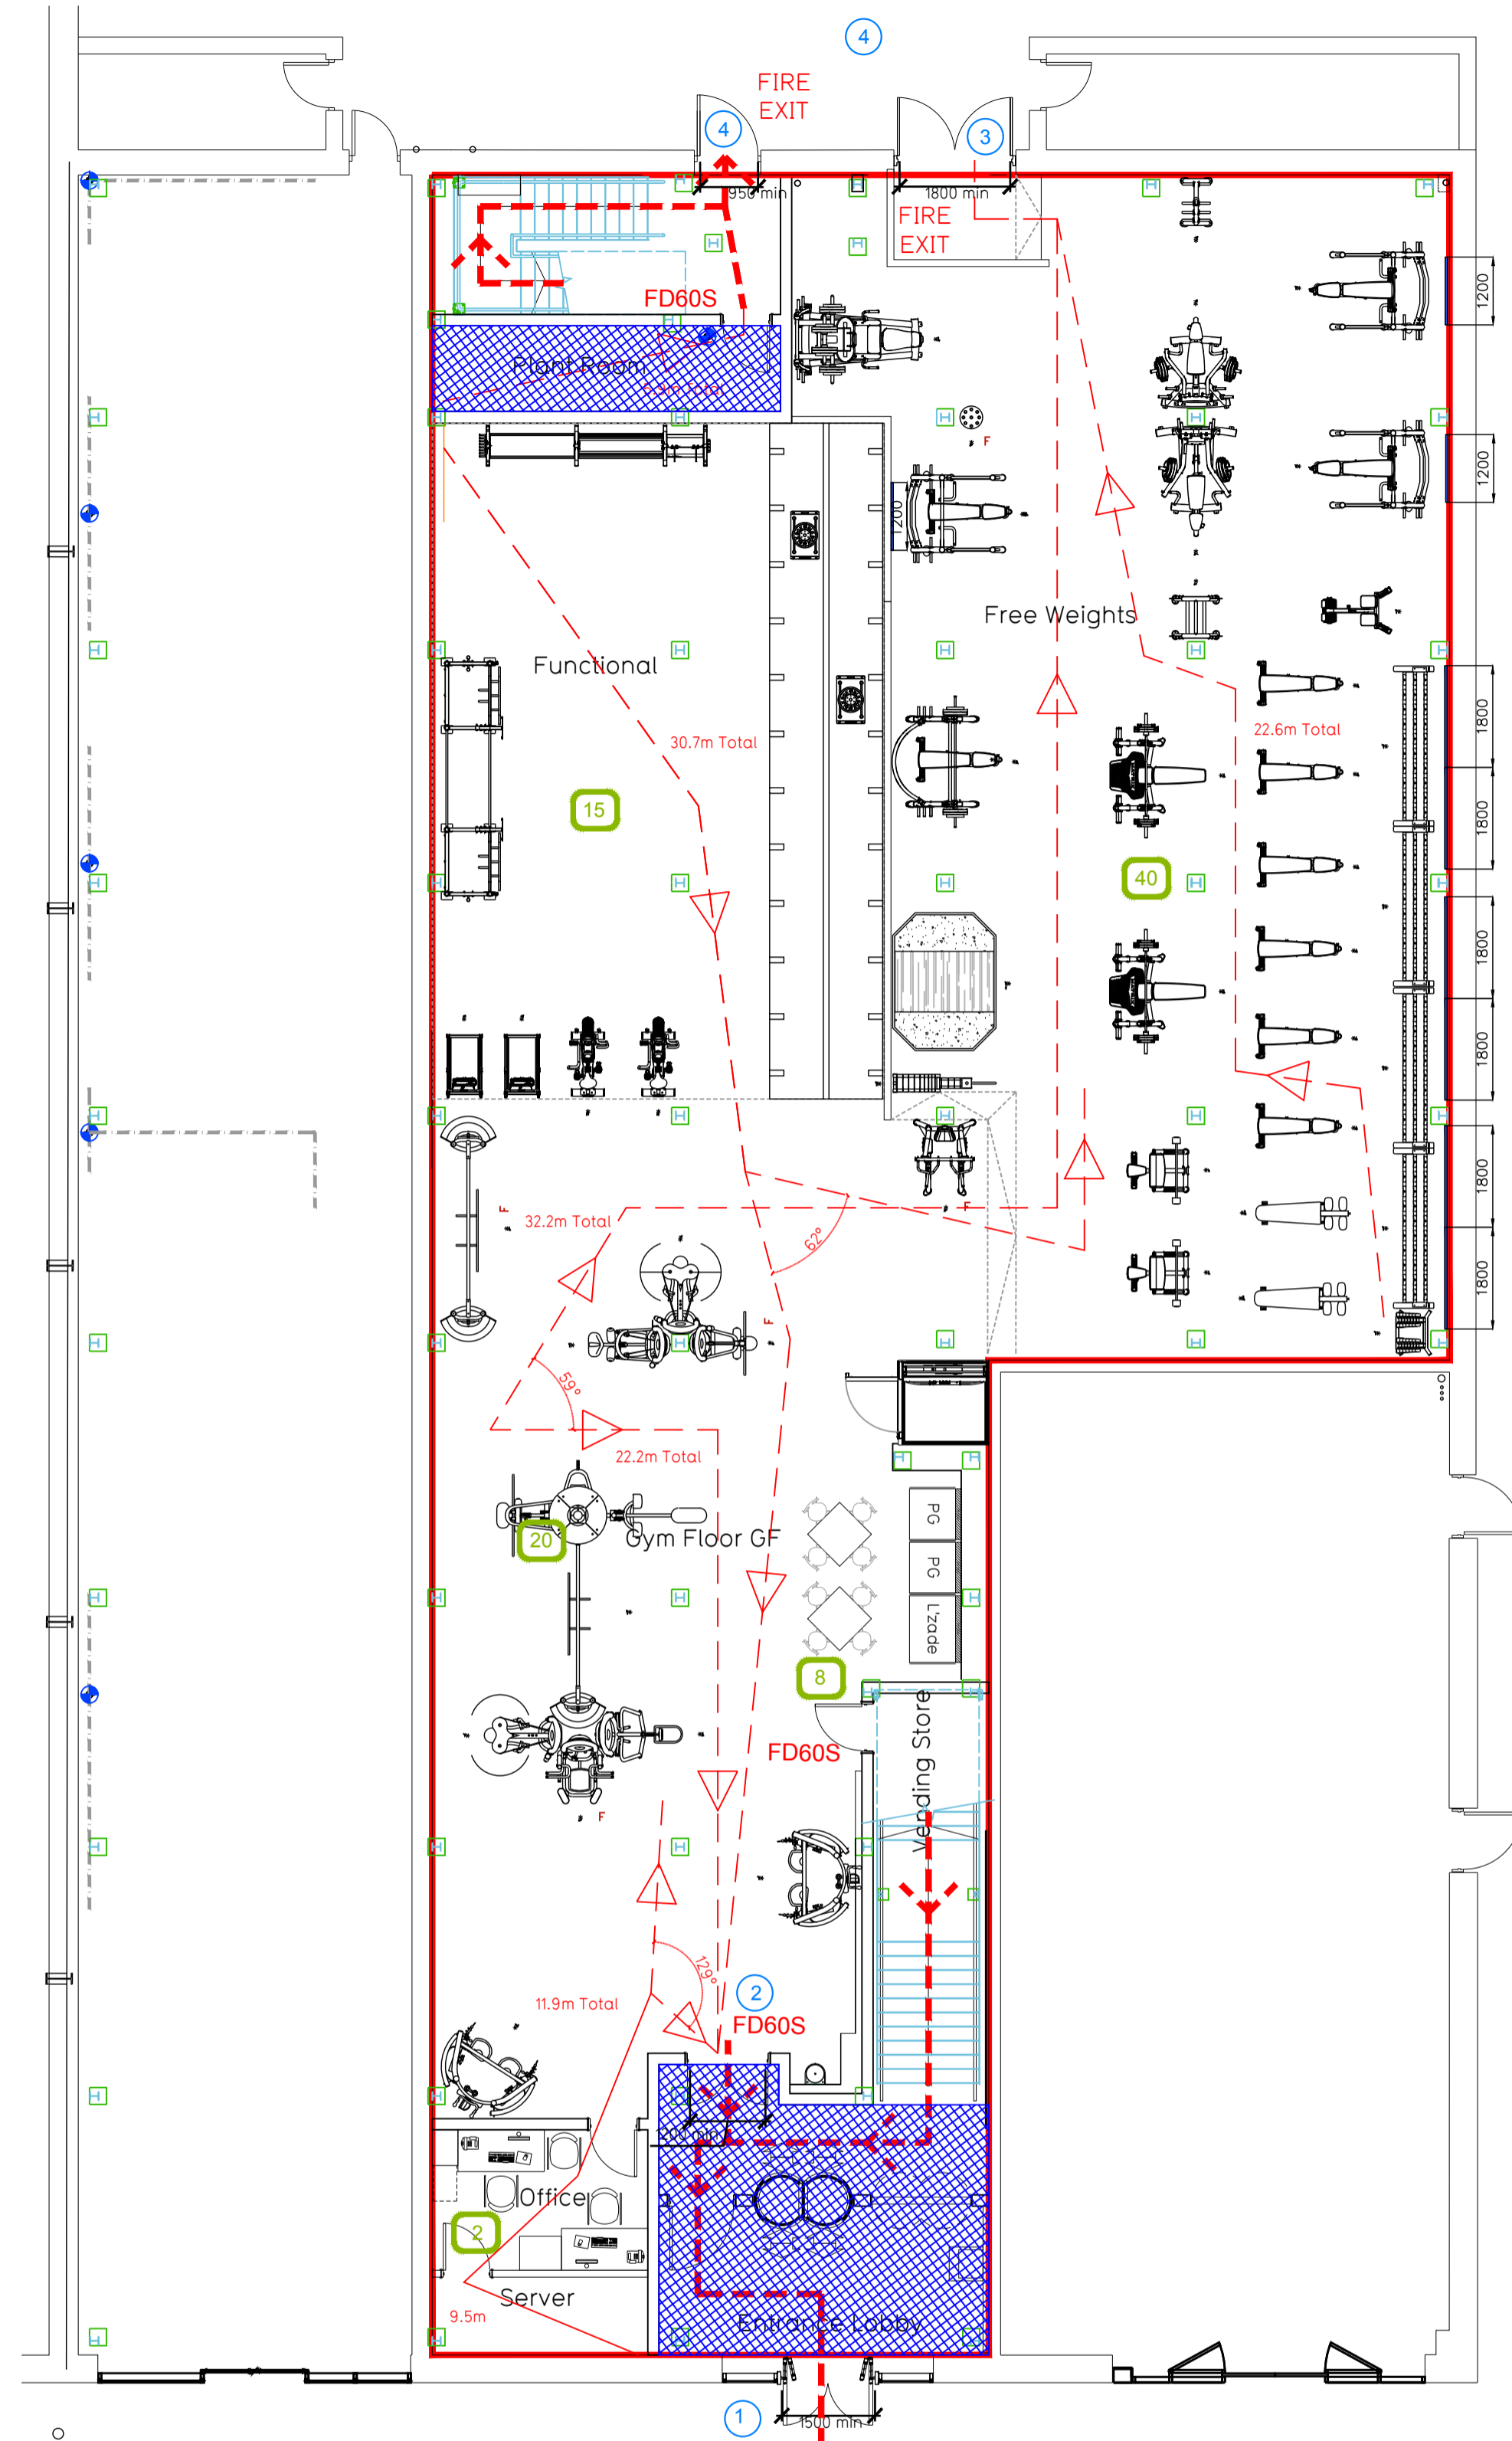 4
FIRE
EXIT
4
3
950 min
1800 min
FIRE
EXIT
FD60S
Plant Room
1200
1200
1200
F
Free Weights
Functional
30.7m Total
22.6m Total
15
40
1800
1800
1800
1800
1800
1800
32.2m Total
F
F
62°
F
59°
22.2m Total
PG
PG
L'zade
20
Gym Floor GF
8
FD60S
Vending Store
F
129°
11.9m Total
2
FD60S
1200 min
Office
2
Server
9.5m
Entrance Lobby
1
1500 min